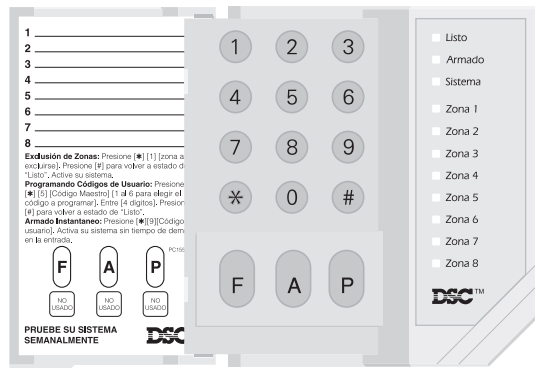 1
2
3
4
5
6
7
8
Exclusión de Zonas: Presione [✱] [1] [zona a
excluirse]. Presione [#] para volver a estado d
"Listo". Active su sistema.
Programando Códigos de Usuario: Presione
[✱] [5] [Código Maestro] [1 al 6 para elegir el
código a programar]. Entre [4 digitos]. Presion
[#] para volver a estado de "Listo".
Armado Instantaneo: Presione [✱][9][Código
usuario]. Activa su sistema sin tiempo de dem
en la entrada.
PC155
F A P
NO USADO NO USADO NO USADO
PRUEBE SU SISTEMA
SEMANALMENTE
DSC
1 2 3
4 5 6
7 8 9
✱ 0 #
F A P
Listo
Armado
Sistema
Zona 1
Zona 2
Zona 3
Zona 4
Zona 5
Zona 6
Zona 7
Zona 8
DSC™